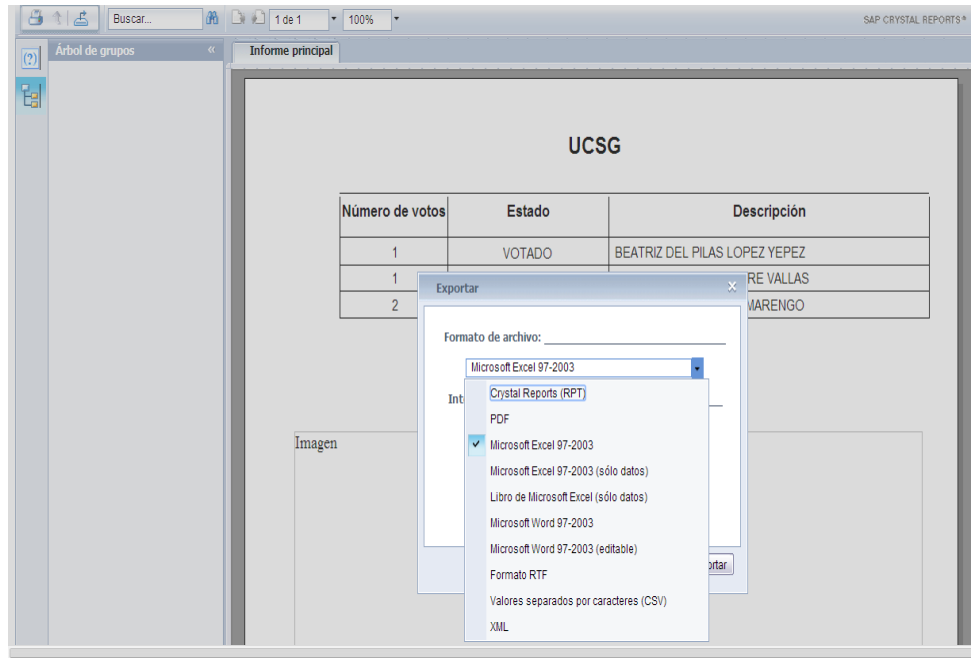 Buscar... 1 de 1 100% SAP CRYSTAL REPORTS®
Árbol de grupos « Informe principal
UCSG
Número de votos Estado Descripción
1 VOTADO BEATRIZ DEL PILAS LOPEZ YEPEZ
1 RE VALLAS
2 MARENGO
Exportar
Formato de archivo:
Microsoft Excel 97-2003
Int
Crystal Reports (RPT)
PDF
Imagen
Microsoft Excel 97-2003
Microsoft Excel 97-2003 (sólo datos)
Libro de Microsoft Excel (sólo datos)
Microsoft Word 97-2003
Microsoft Word 97-2003 (editable)
Formato RTF
ortar
Valores separados por caracteres (CSV)
XML